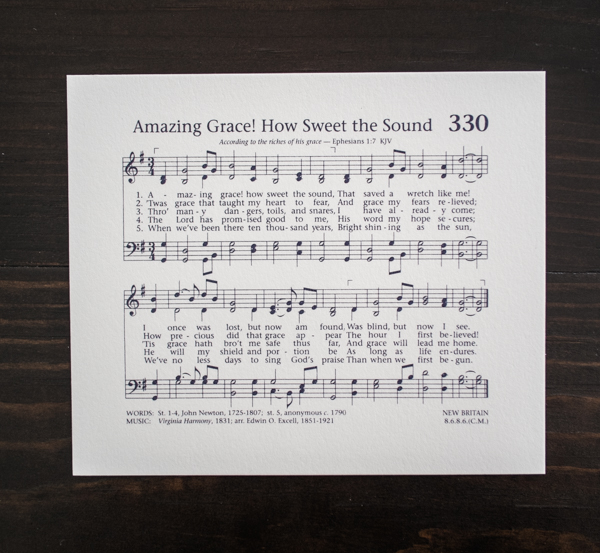 Amazing Grace! How Sweet the Sound 330
According to the riches of his grace — Ephesians 1:7 KJV
1. A - maz- ing grace! how sweet the sound, That saved a wretch like me!
2. 'Twas grace that taught my heart to fear, And grace my fears re - lieved;
3. Thro' man - y dan - gers, toils, and snares, I have al - read - y come;
4. The Lord has prom-ised good to me, His word my hope se - cures;
5. When we've been there ten thou- sand years, Bright shin - ing as the sun,
I once was lost, but now am found, Was blind, but now I see.
How pre - cious did that grace ap - pear The hour I first be-lieved!
'Tis grace hath bro't me safe thus far, And grace will lead me home.
He will my shield and por - tion be As long as life en-dures.
We've no less days to sing God's praise Than when we first be - gun.
WORDS: St. 1-4, John Newton, 1725-1807; st. 5, anonymous c. 1790 NEW BRITAIN
MUSIC: Virginia Harmony, 1831; arr. Edwin O. Excell, 1851-1921 8.6.8.6.(C.M.)